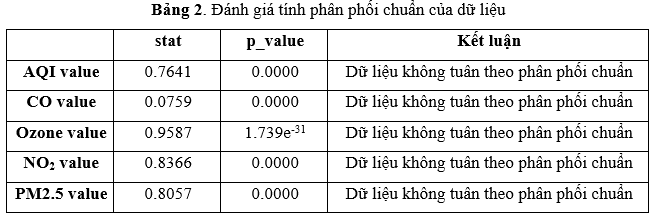 Bảng 2. Đánh giá tính phân phối chuẩn của dữ liệu
stat p_value Kết luận
AQI value 0.7641 0.0000 Dữ liệu không tuân theo phân phối chuẩn
CO value 0.0759 0.0000 Dữ liệu không tuân theo phân phối chuẩn
Ozone value 0.9587 1.739e⁻³¹ Dữ liệu không tuân theo phân phối chuẩn
NO₂ value 0.8366 0.0000 Dữ liệu không tuân theo phân phối chuẩn
PM2.5 value 0.8057 0.0000 Dữ liệu không tuân theo phân phối chuẩn